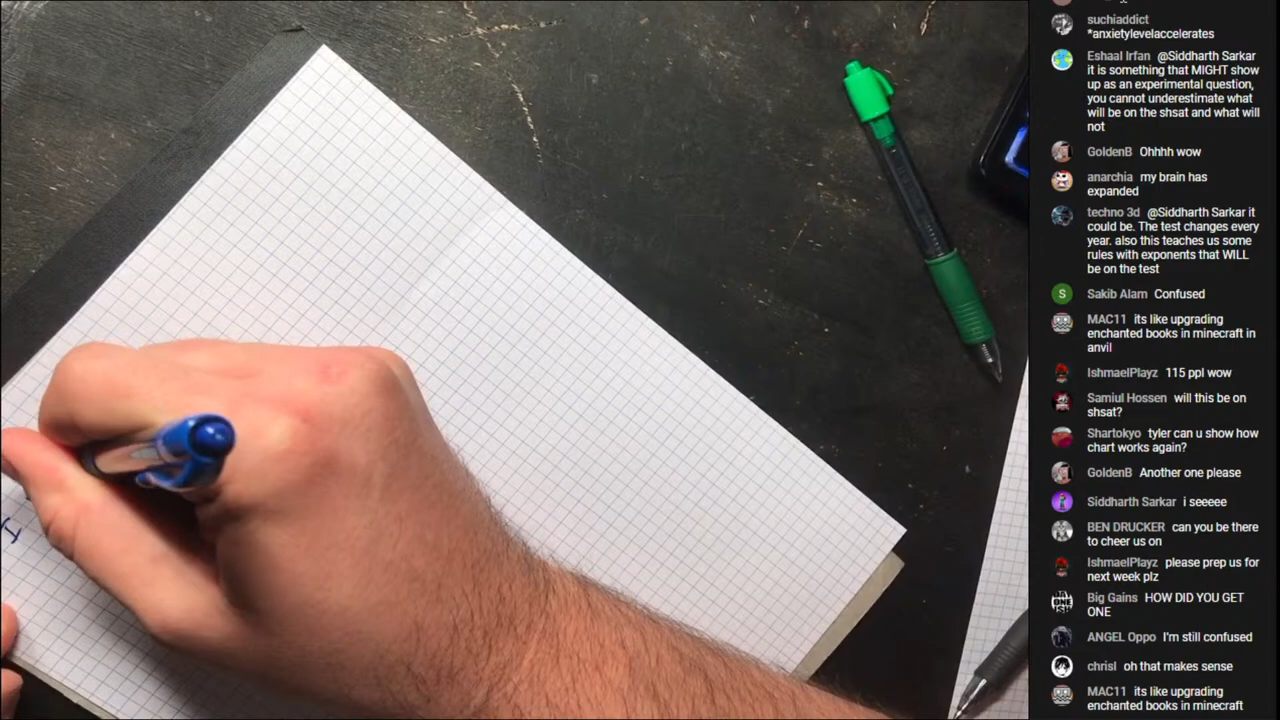 suchiaddict
*anxietylevelaccelerates
Eshaal Irfan @Siddharth Sarkar
it is something that MIGHT show
up as an experimental question,
you cannot underestimate what
will be on the shsat and what will
not
GoldenB Ohhhh wow
anarchia my brain has
expanded
techno 3d @Siddharth Sarkar it
could be. The test changes every
year. also this teaches us some
rules with exponents that WILL
be on the test
S
Sakib Alam Confused
MAC11 its like upgrading
enchanted books in minecraft in
anvil
IshmaelPlayz 115 ppl wow
Samiul Hossen will this be on
shsat?
Shartokyo tyler can u show how
chart works again?
GoldenB Another one please
Siddharth Sarkar i seeeee
BEN DRUCKER can you be there
to cheer us on
IshmaelPlayz please prep us for
next week plz
Big Gains HOW DID YOU GET
ONE
ANGEL Oppo I'm still confused
chrisl oh that makes sense
MAC11 its like upgrading
enchanted books in minecraft